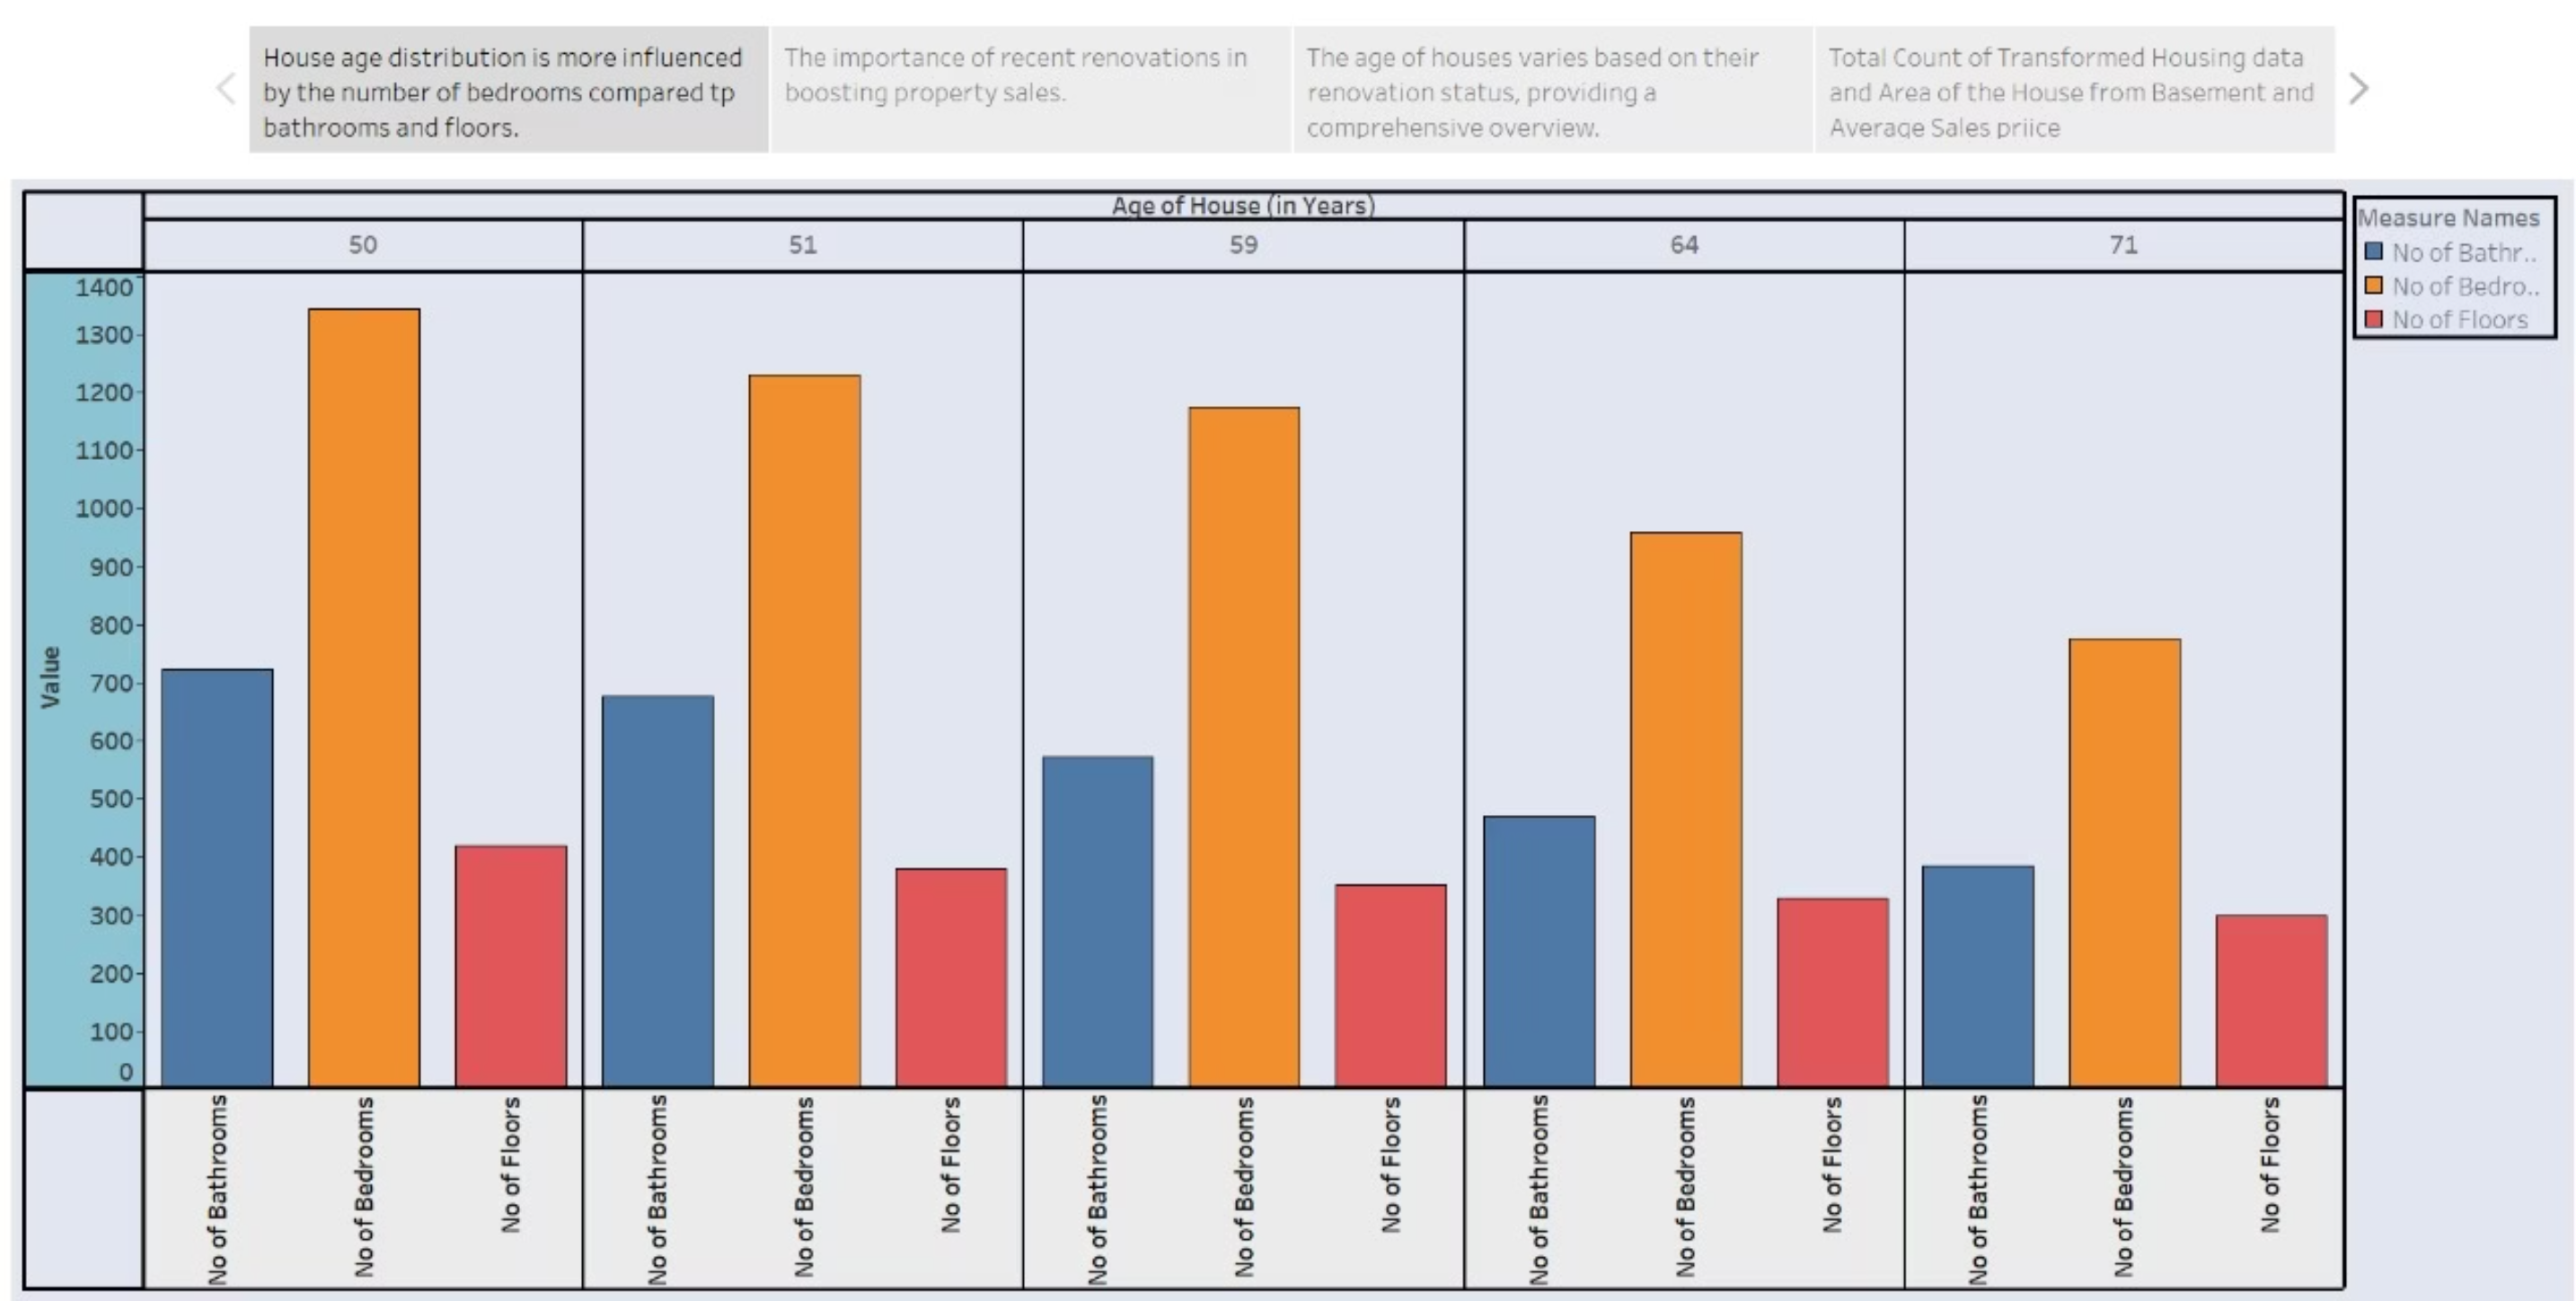 House age distribution is more influenced
by the number of bedrooms compared tp
bathrooms and floors.
The importance of recent renovations in
boosting property sales.
The age of houses varies based on their
renovation status, providing a
comprehensive overview.
Total Count of Transformed Housing data
and Area of the House from Basement and
Average Sales priice
Age of House (in Years)
50
51
59
64
71
Measure Names
No of Bathr..
No of Bedro..
No of Floors
Value
1400
1300
1200
1100
1000
900
800
700
600
500
400
300
200
100
0
No of Bathrooms
No of Bedrooms
No of Floors
No of Bathrooms
No of Bedrooms
No of Floors
No of Bathrooms
No of Bedrooms
No of Floors
No of Bathrooms
No of Bedrooms
No of Floors
No of Bathrooms
No of Bedrooms
No of Floors